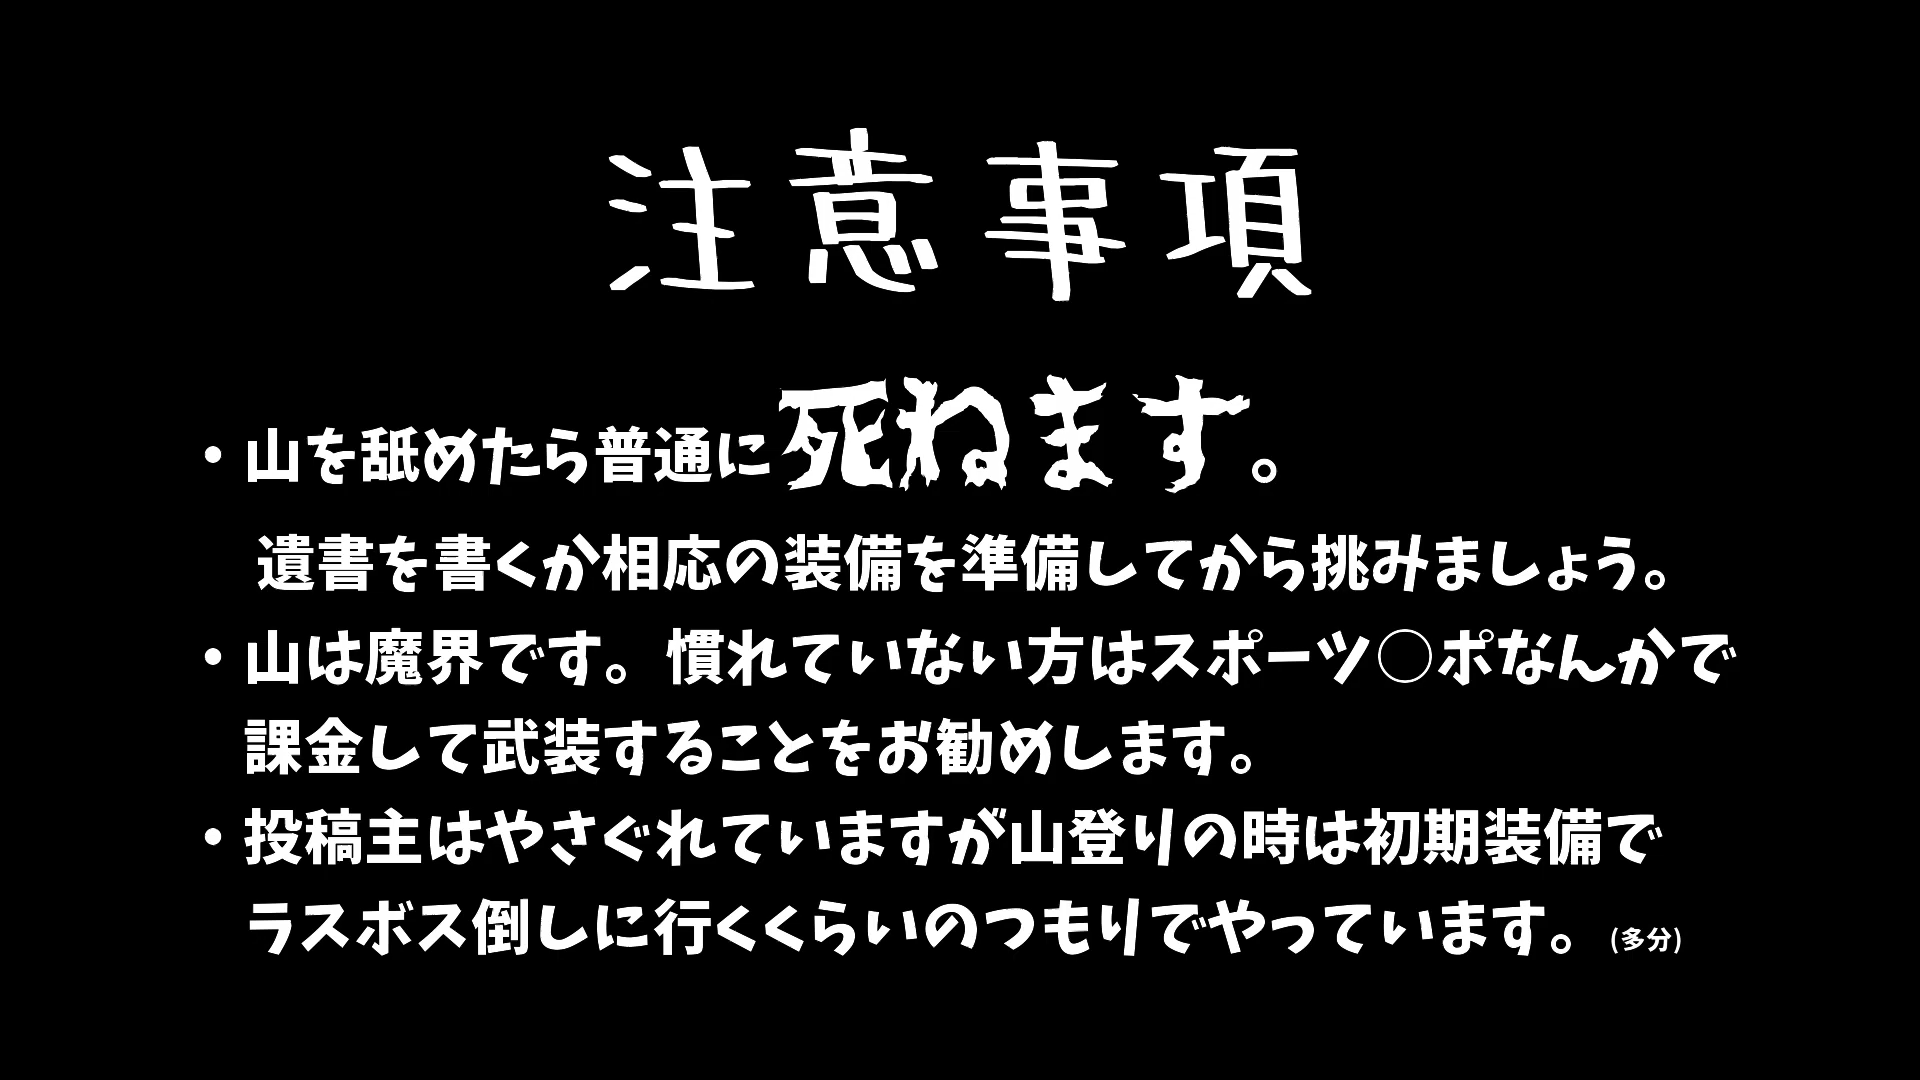 注意事項
・山を舐めたら普通に死ねます。
遺書を書くか相応の装備を準備してから挑みましょう。
・山は魔界です。慣れていない方はスポーツ○ポなんかで
課金して武装することをお勧めします。
・投稿主はやさぐれていますが山登りの時は初期装備で
ラスボス倒しに行くくらいのつもりでやっています。(多分)